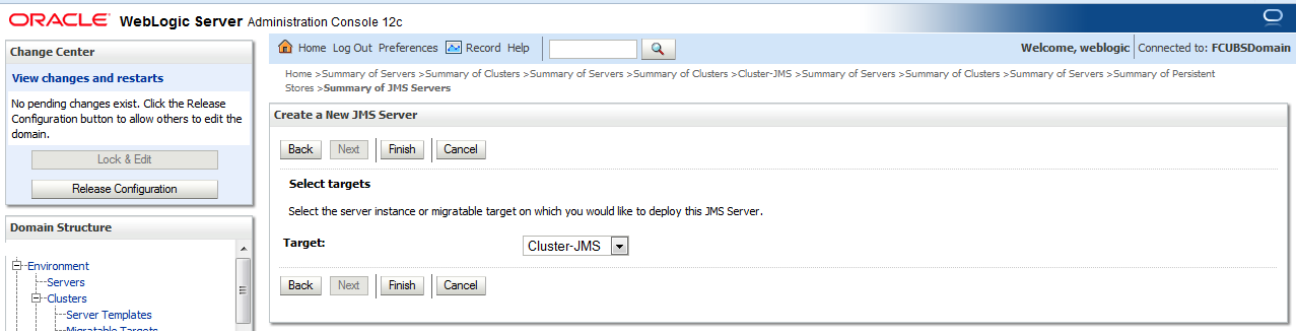 ORACLE WebLogic Server Administration Console 12c
Change Center
View changes and restarts
No pending changes exist. Click the Release
Configuration button to allow others to edit the
domain.
Lock & Edit
Release Configuration
Domain Structure
Environment
Servers
Clusters
Server Templates
Migratable Targets
Home Log Out Preferences Record Help
Welcome, weblogic Connected to: FCUBSDomain
Home >Summary of Servers >Summary of Clusters >Summary of Servers >Summary of Clusters >Cluster-JMS >Summary of Servers >Summary of Clusters >Summary of Servers >Summary of Persistent
Stores >Summary of JMS Servers
Create a New JMS Server
Back Next Finish Cancel
Select targets
Select the server instance or migratable target on which you would like to deploy this JMS Server.
Target: Cluster-JMS
Back Next Finish Cancel